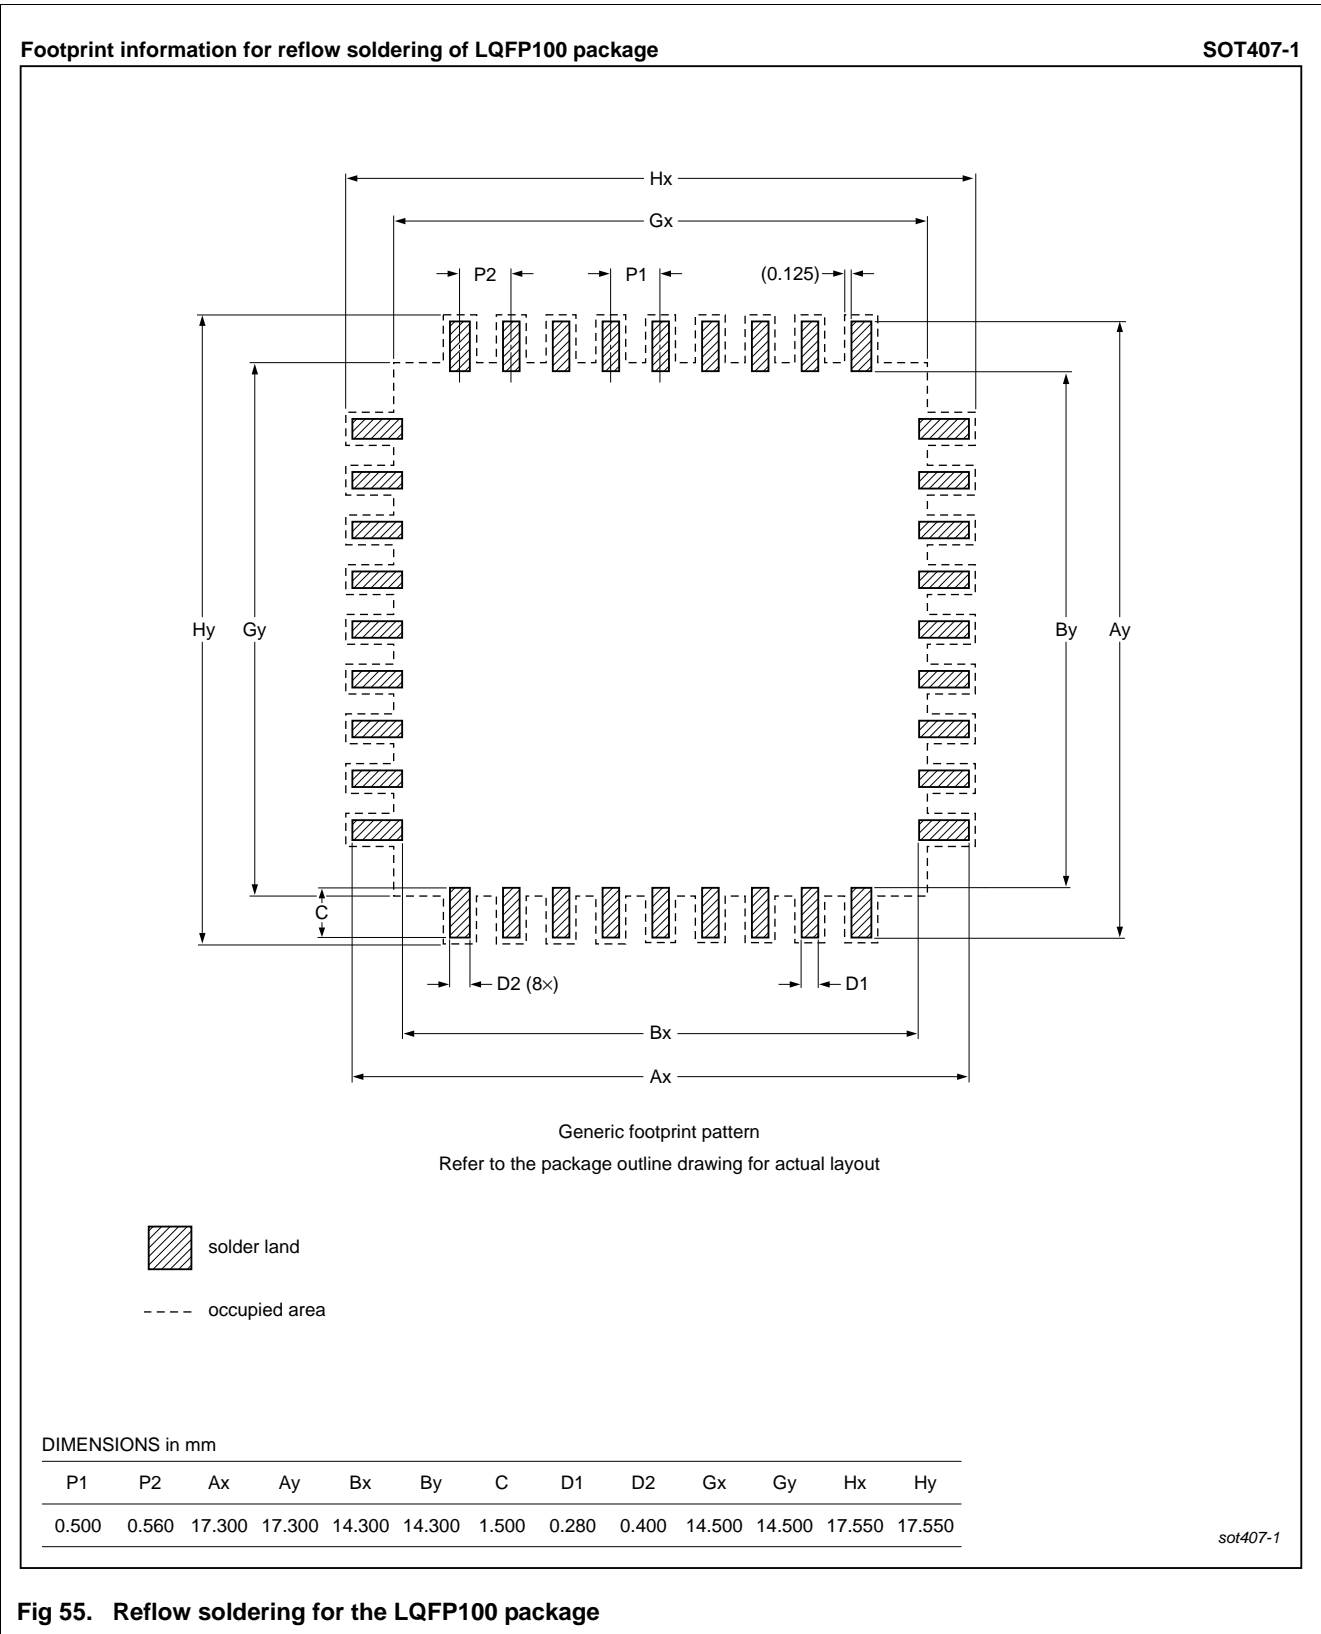 Footprint information for reflow soldering of LQFP100 package SOT407-1
Hx
Gx
P2 P1 (0.125)
Hy Gy By Ay
C
D2 (8×) D1
Bx
Ax
Generic footprint pattern
Refer to the package outline drawing for actual layout
solder land
occupied area
DIMENSIONS in mm
P1 P2 Ax Ay Bx By C D1 D2 Gx Gy Hx Hy
0.500 0.560 17.300 17.300 14.300 14.300 1.500 0.280 0.400 14.500 14.500 17.550 17.550
sot407-1
Fig 55. Reflow soldering for the LQFP100 package